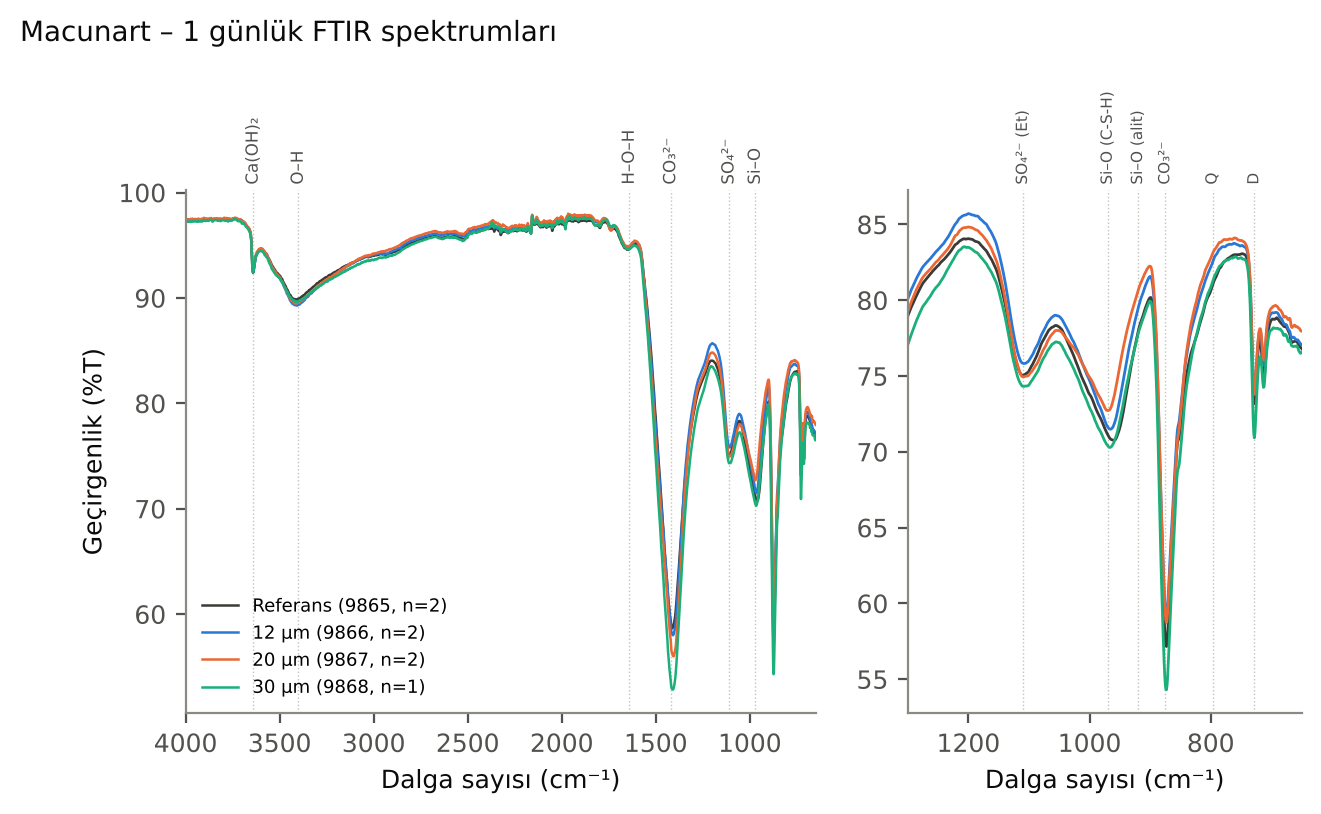 Macunart – 1 günlük FTIR spektrumları
Ca(OH)₂
O–H
H–O–H
CO₃²⁻
SO₄²⁻
Si–O
100
90
80
70
60
Geçirgenlik (%T)
Referans (9865, n=2)
12 µm (9866, n=2)
20 µm (9867, n=2)
30 µm (9868, n=1)
4000 3500 3000 2500 2000 1500 1000
Dalga sayısı (cm⁻¹)
SO₄²⁻ (Et)
Si–O (C-S-H)
Si–O (alit)
CO₃²⁻
Q
D
85
80
75
70
65
60
55
1200 1000 800
Dalga sayısı (cm⁻¹)